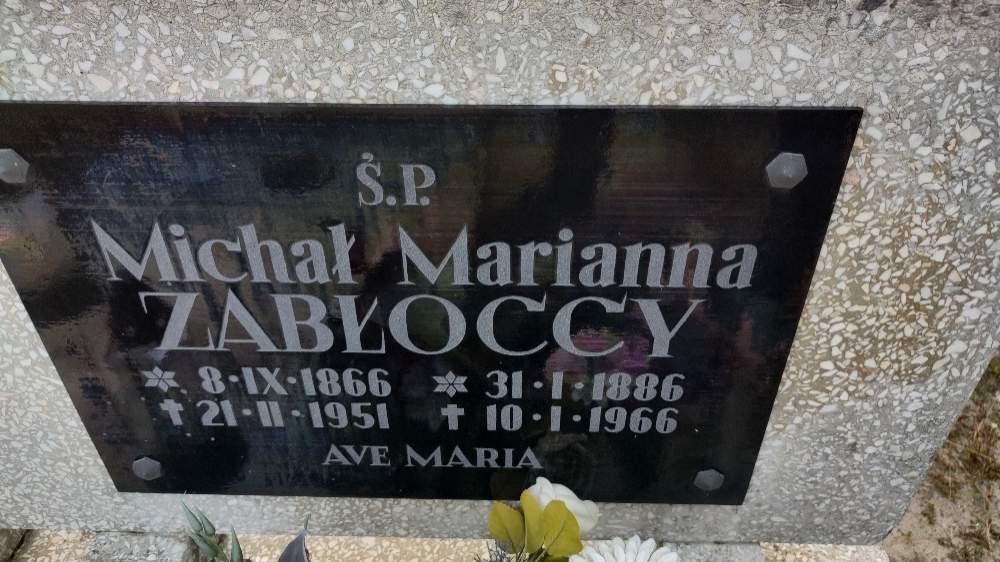 Ś.P.
Michał Marianna
ZABŁOCCY
* 8·IX·1866 * 31·I·1886
✝ 21·II·1951 ✝ 10·I·1966
AVE MARIA